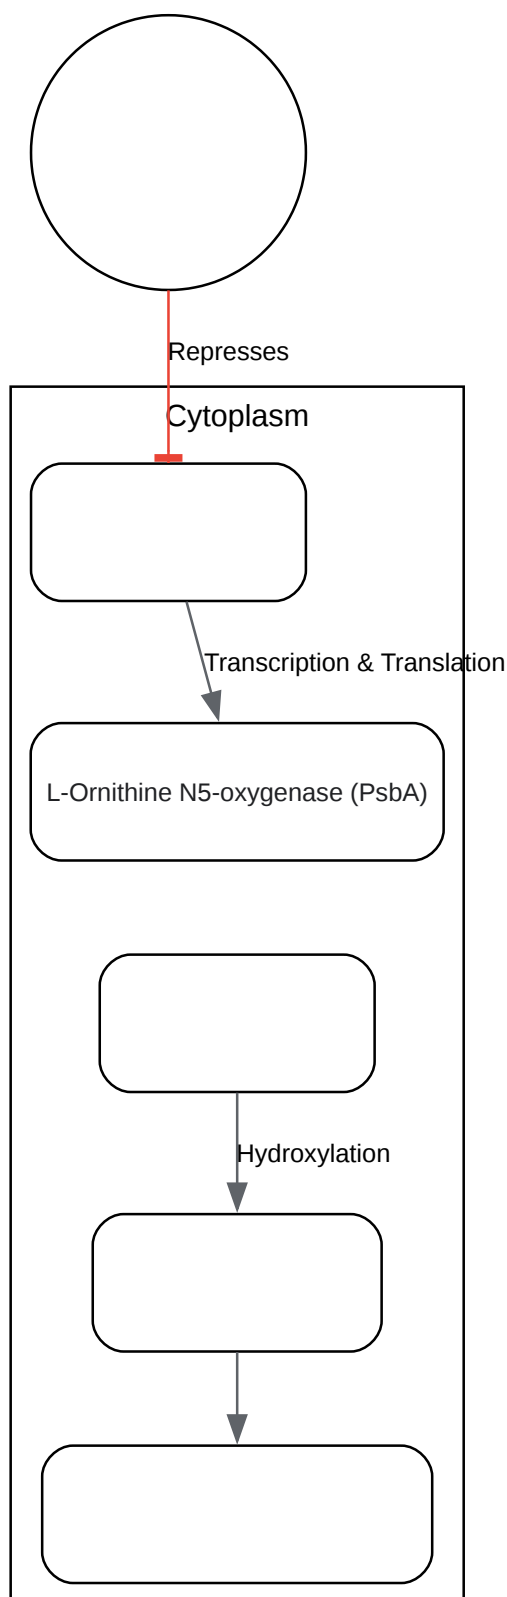 Represses
Cytoplasm
Transcription & Translation
L-Ornithine N5-oxygenase (PsbA)
Hydroxylation